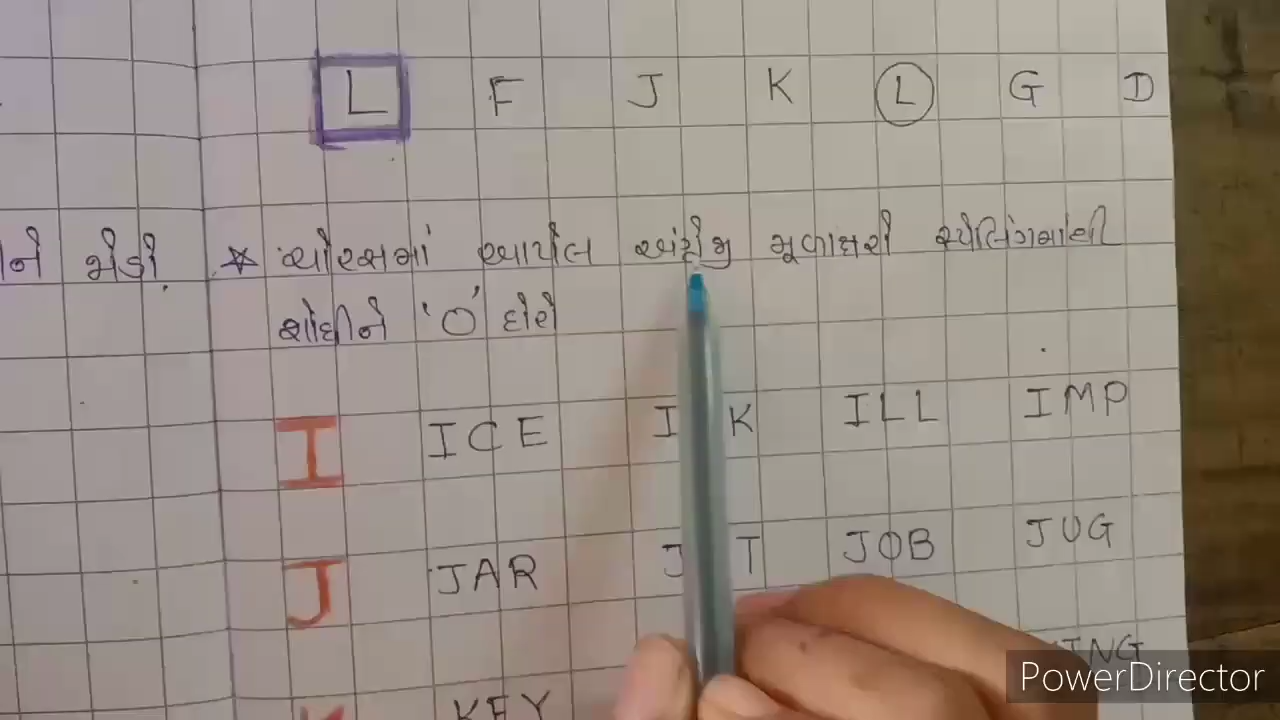 L F J K L G D
ને જોડો.
* ચોરસમાં આપેલ અંગ્રેજી મૂળાક્ષરો સ્પેલિંગમાંથી
શોધીને 'O' દોરો
I ICE ILL IMP
J JAR JOB JUG
KEY
PowerDirector